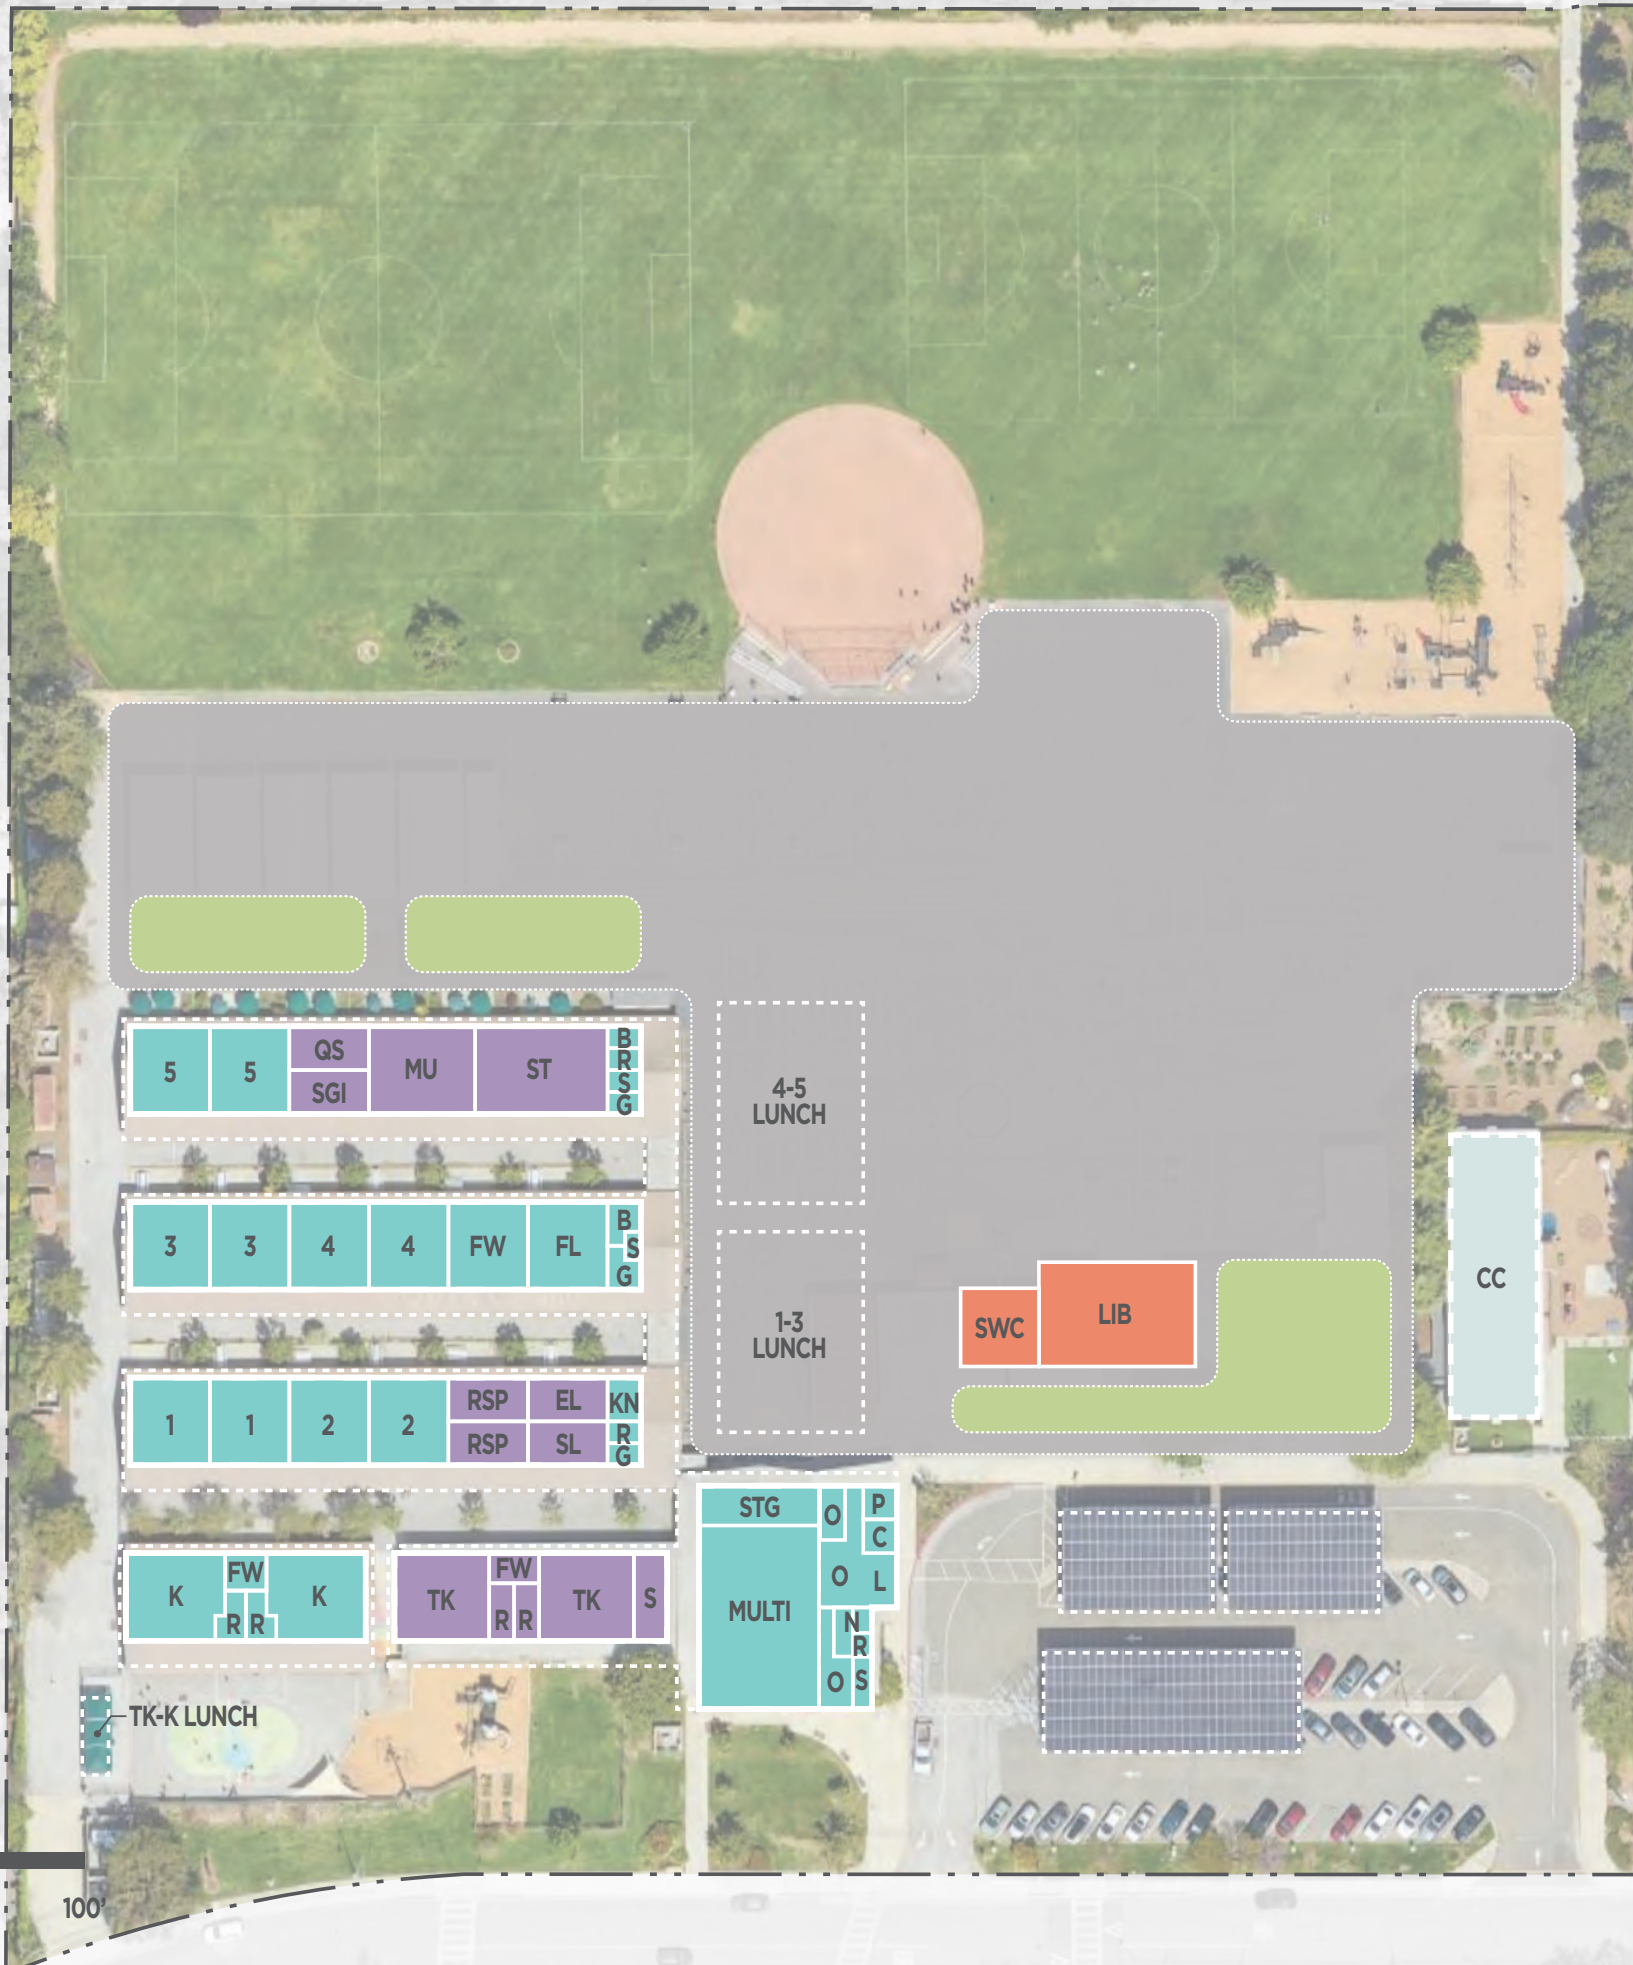 5
5
QS
SGI
MU
ST
B
R
S
G
4-5
LUNCH
3
3
4
4
FW
FL
B
S
G
1-3
LUNCH
SWC
LIB
CC
1
1
2
2
RSP
RSP
EL
SL
KN
R
G
K
FW
R R
K
TK
FW
R R
TK
S
STG
MULTI
O
P
C
O
L
N
R
O
S
TK-K LUNCH
100'